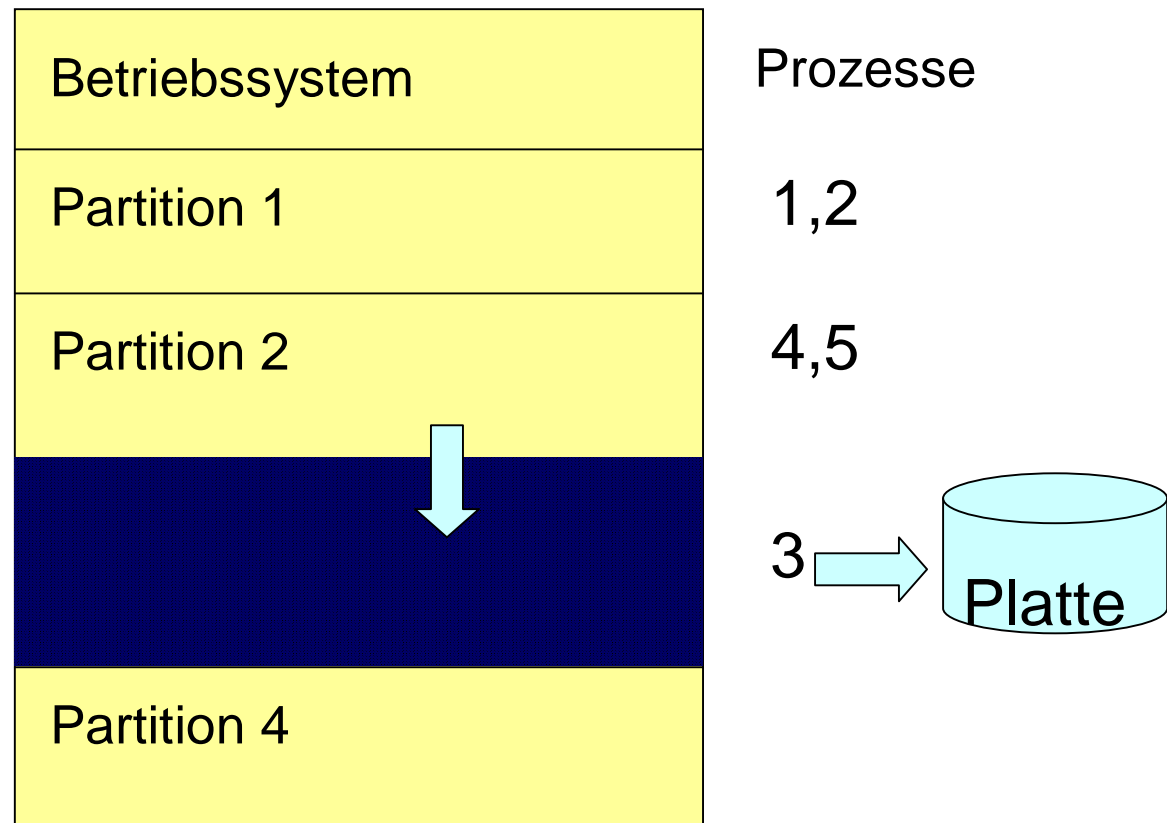 Betriebssystem
Prozesse
Partition 1
1,2
Partition 2
4,5
3
Platte
Partition 4